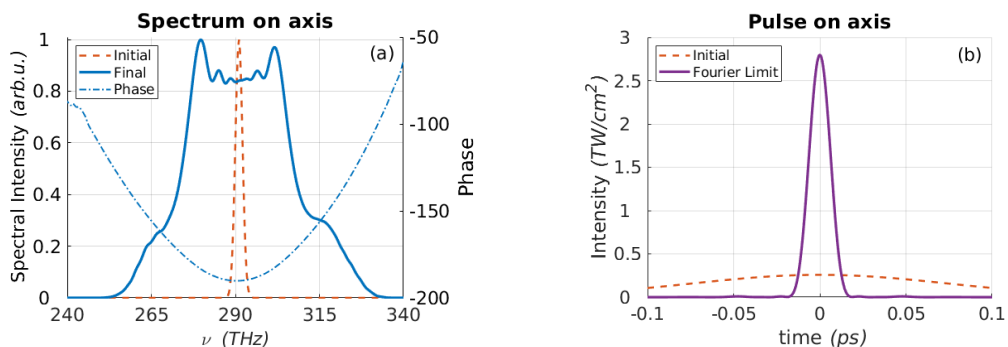 Spectrum on axis
(a)
Initial
Final
Phase
Spectral Intensity (arb.u.)
1
0.8
0.6
0.4
0.2
0
-50
-100
-150
-200
Phase
240 265 290 315 340
ν (THz)
Pulse on axis
(b)
Initial
Fourier Limit
Intensity (TW/cm²)
3
2.5
2
1.5
1
0.5
0
-0.1 -0.05 0 0.05 0.1
time (ps)